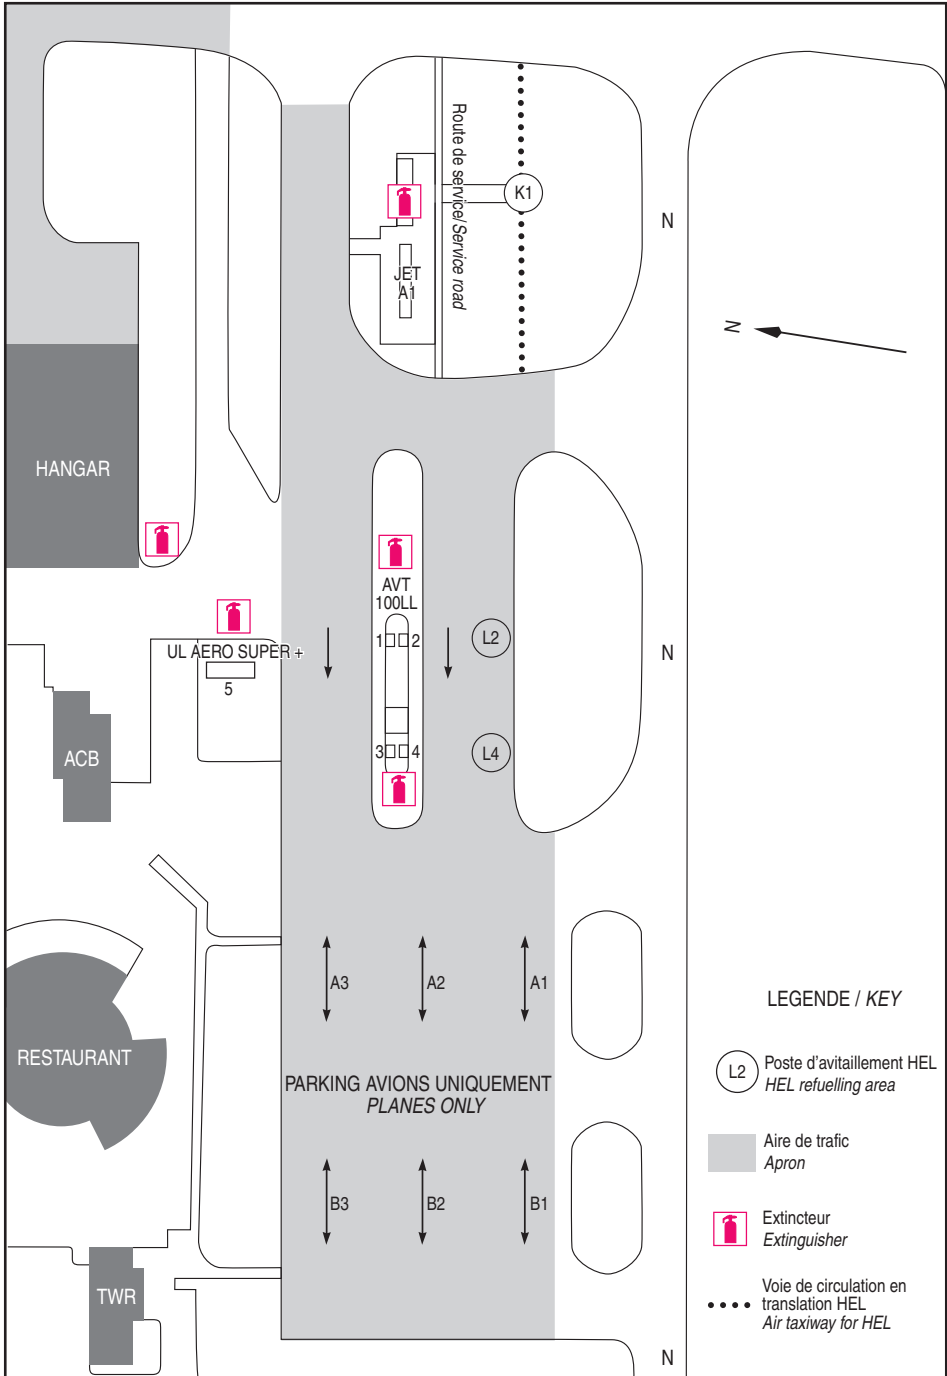 Route de service/Service road
K1
N
JET
A1
N
HANGAR
AVT
100LL
1
2
L2
N
UL AERO SUPER +
5
ACB
3
4
L4
A3
A2
A1
LEGENDE / KEY
RESTAURANT
L2
Poste d'avitaillement HEL
HEL refuelling area
PARKING AVIONS UNIQUEMENT
PLANES ONLY
Aire de trafic
Apron
B3
B2
B1
Extincteur
Extinguisher
TWR
Voie de circulation en
translation HEL
Air taxiway for HEL
N